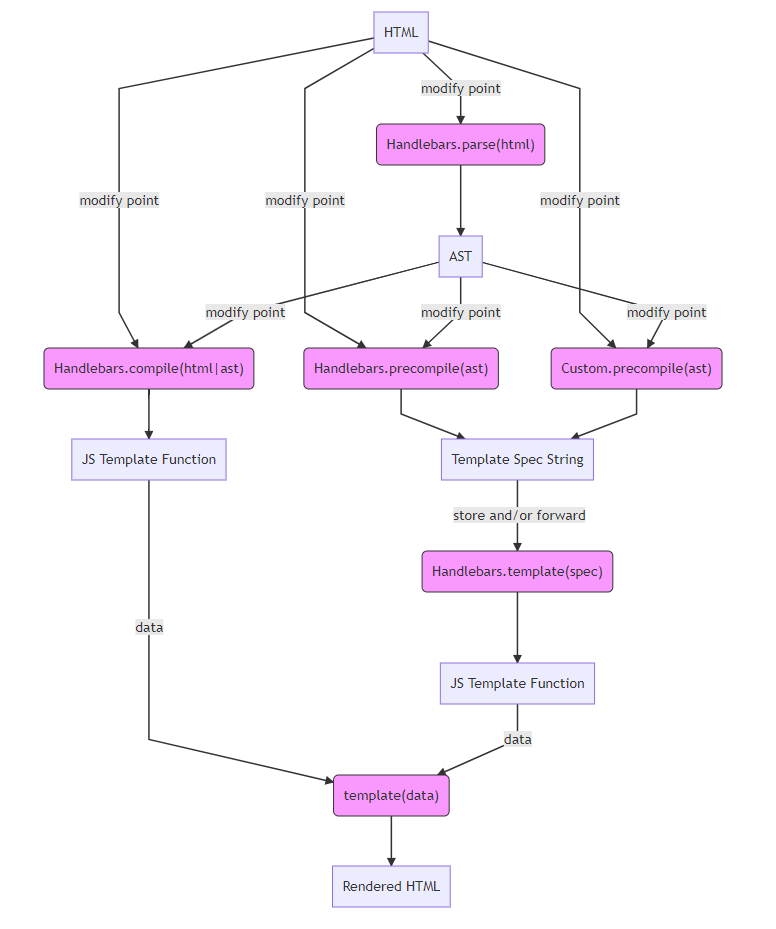 HTML
modify point
Handlebars.parse(html)
modify point
modify point
modify point
AST
modify point
modify point
modify point
Handlebars.compile(html|ast)
Handlebars.precompile(ast)
Custom.precompile(ast)
JS Template Function
Template Spec String
store and/or forward
Handlebars.template(spec)
data
JS Template Function
data
template(data)
Rendered HTML